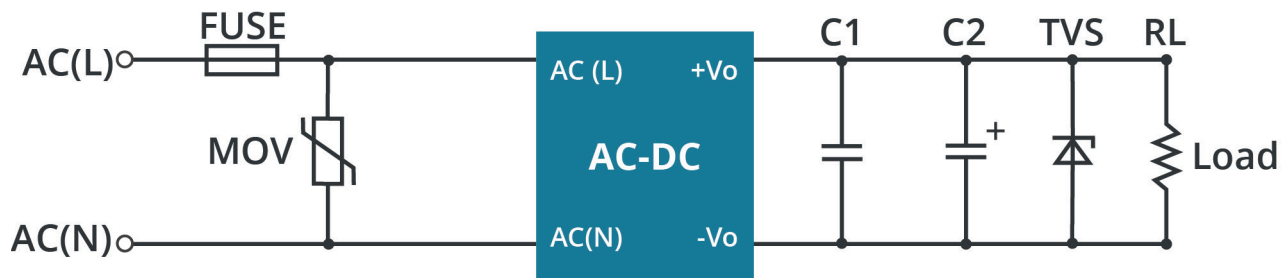 FUSE
AC(L)
MOV
AC(N)
AC (L) +Vo
AC-DC
AC(N) -Vo
C1 C2 TVS RL
+
Load